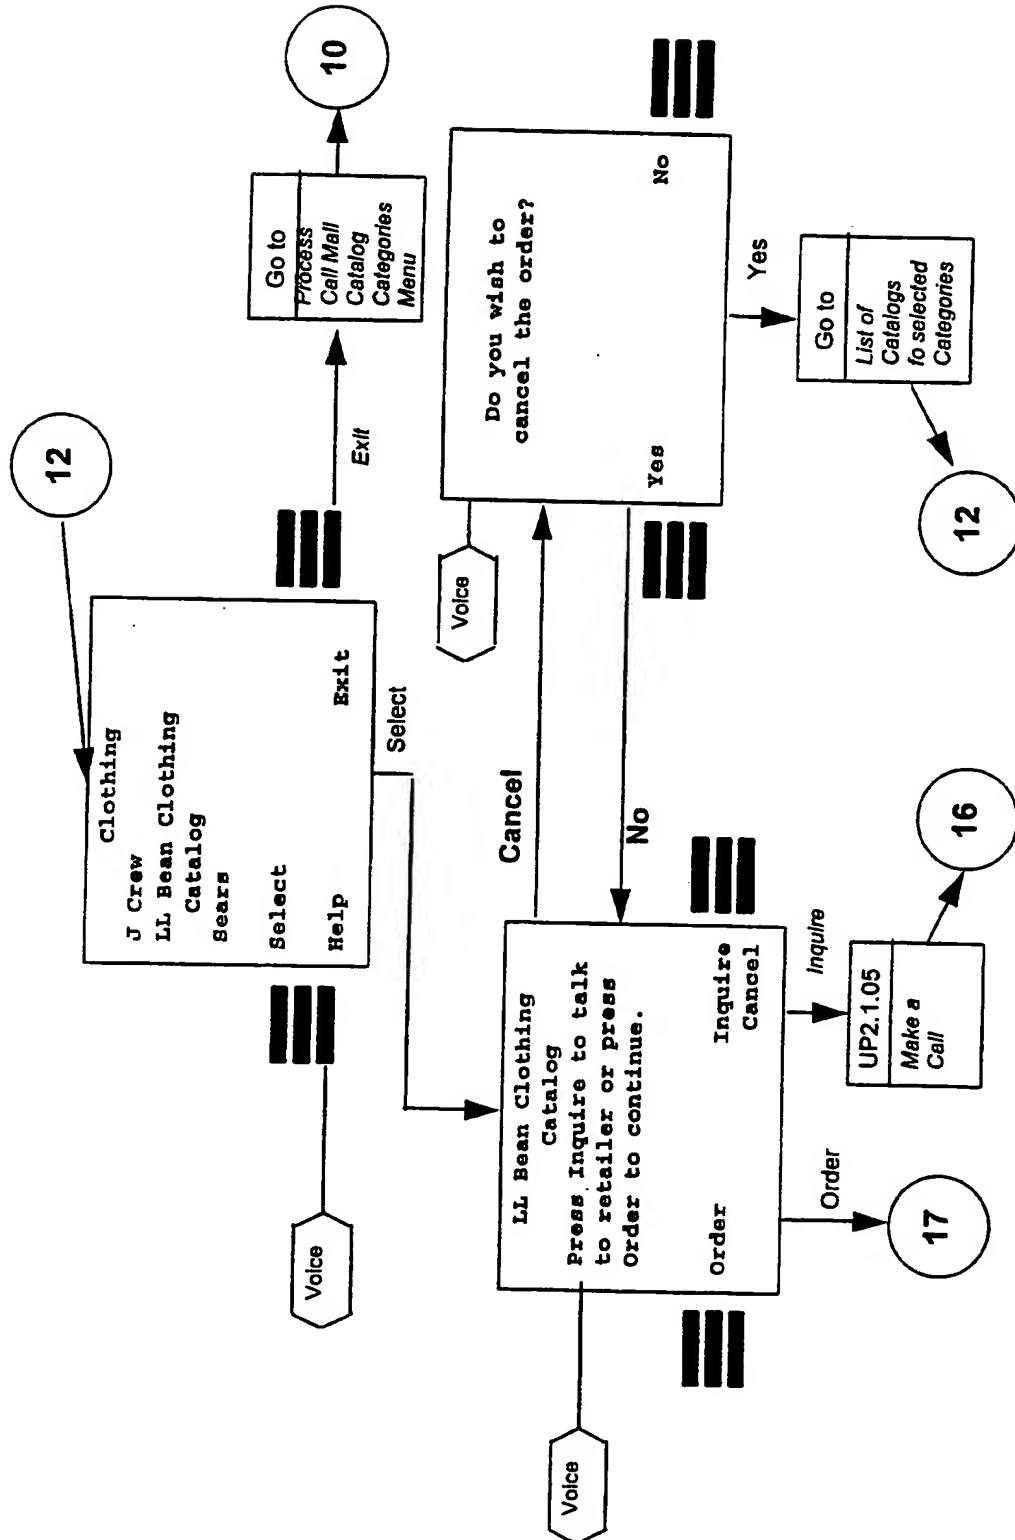 12
Clothing
J Crew
LL Bean Clothing
Catalog
Sears
Select
Help
Exit
Voice
Exit
Go to
Process
Call Mall
Catalog
Categories
Menu
10
Select
LL Bean Clothing
Catalog
Press Inquire to talk
to retailer or press
Order to continue.
Order
Inquire
Cancel
Voice
Cancel
No
Voice
Do you wish to
cancel the order?
Yes
No
Order
17
Inquire
UP2.1.05
Make a
Call
16
Yes
Go to
List of
Catalogs
fo selected
Categories
12